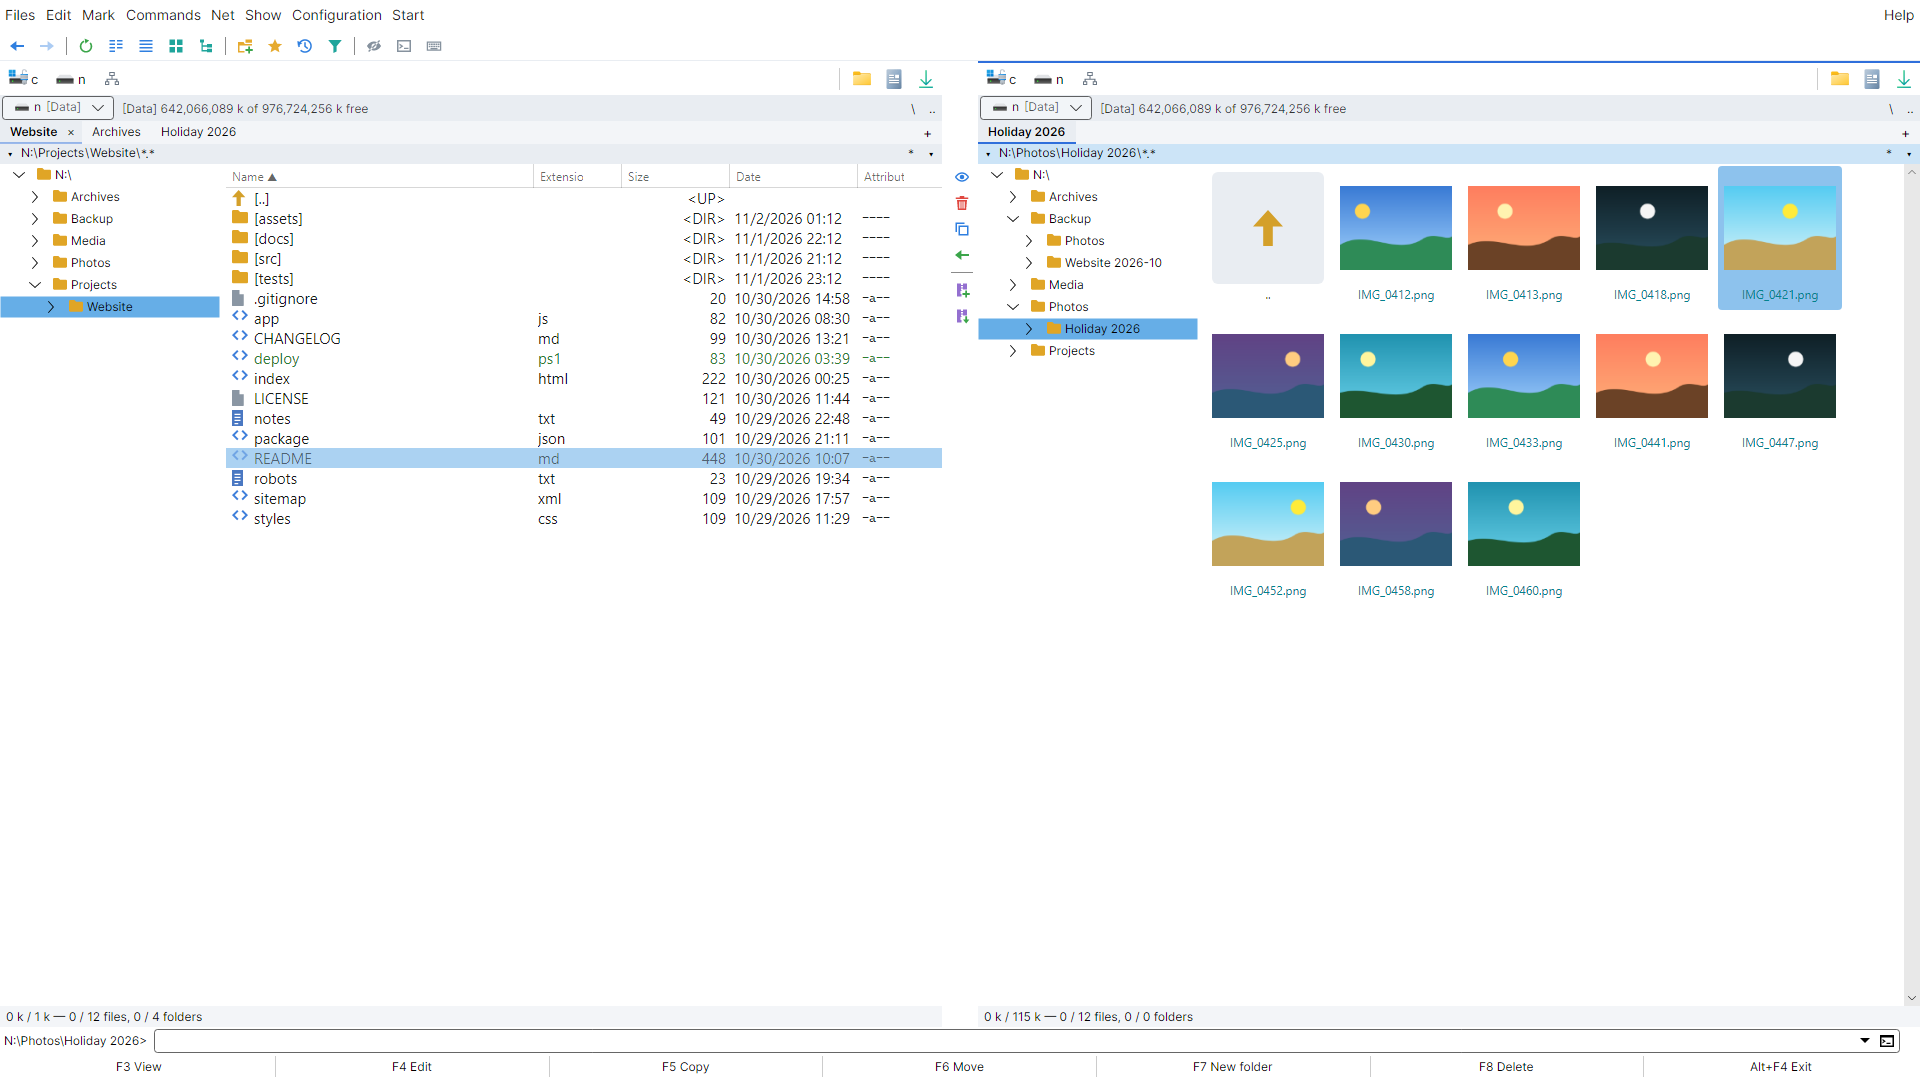 Files Edit Mark Commands Net Show Configuration Start Help
c n
[Data] 642,066,089 k of 976,724,256 k free \ ..
n [Data]
Website × Archives Holiday 2026 +
N:\Projects\Website\*.* *
N:\
Archives
Backup
Media
Photos
Projects
Website
Name Extensio Size Date Attribut
[..] <UP>
[assets] <DIR> 11/2/2026 01:12 ----
[docs] <DIR> 11/1/2026 22:12 ----
[src] <DIR> 11/1/2026 21:12 ----
[tests] <DIR> 11/1/2026 23:12 ----
.gitignore 20 10/30/2026 14:58 -a--
app js 82 10/30/2026 08:30 -a--
CHANGELOG md 99 10/30/2026 13:21 -a--
deploy ps1 83 10/30/2026 03:39 -a--
index html 222 10/30/2026 00:25 -a--
LICENSE 121 10/30/2026 11:44 -a--
notes txt 49 10/29/2026 22:48 -a--
package json 101 10/29/2026 21:11 -a--
README md 448 10/30/2026 10:07 -a--
robots txt 23 10/29/2026 19:34 -a--
sitemap xml 109 10/29/2026 17:57 -a--
styles css 109 10/29/2026 11:29 -a--
0 k / 1 k — 0 / 12 files, 0 / 4 folders
c n
n [Data] [Data] 642,066,089 k of 976,724,256 k free \ ..
Holiday 2026 +
N:\Photos\Holiday 2026\*.* *
N:\
Archives
Backup
Photos
Website 2026-10
Media
Photos
Holiday 2026
Projects
.. IMG_0412.png IMG_0413.png IMG_0418.png IMG_0421.png
IMG_0425.png IMG_0430.png IMG_0433.png IMG_0441.png IMG_0447.png
IMG_0452.png IMG_0458.png IMG_0460.png
0 k / 115 k — 0 / 12 files, 0 / 0 folders
N:\Photos\Holiday 2026>
F3 View F4 Edit F5 Copy F6 Move F7 New folder F8 Delete Alt+F4 Exit